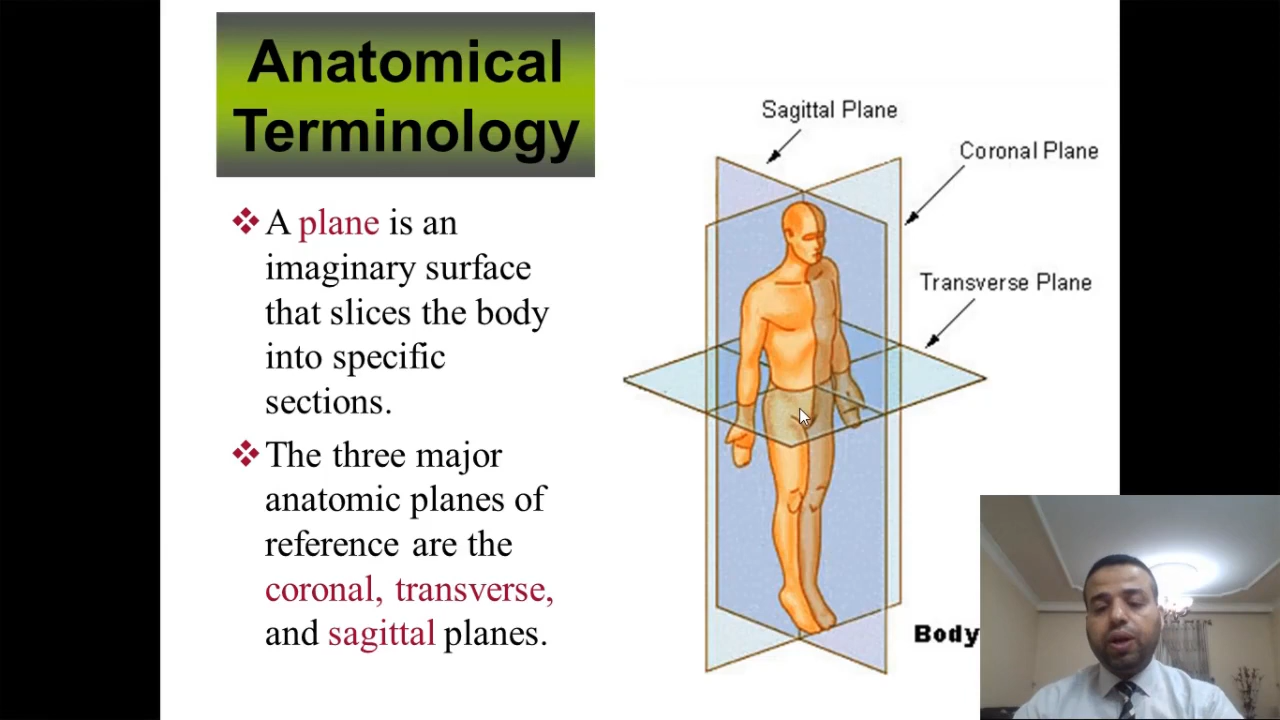 Anatomical
Terminology
❖ A plane is an
imaginary surface
that slices the body
into specific
sections.
❖ The three major
anatomic planes of
reference are the
coronal, transverse,
and sagittal planes.
Sagittal Plane
Coronal Plane
Transverse Plane
Body